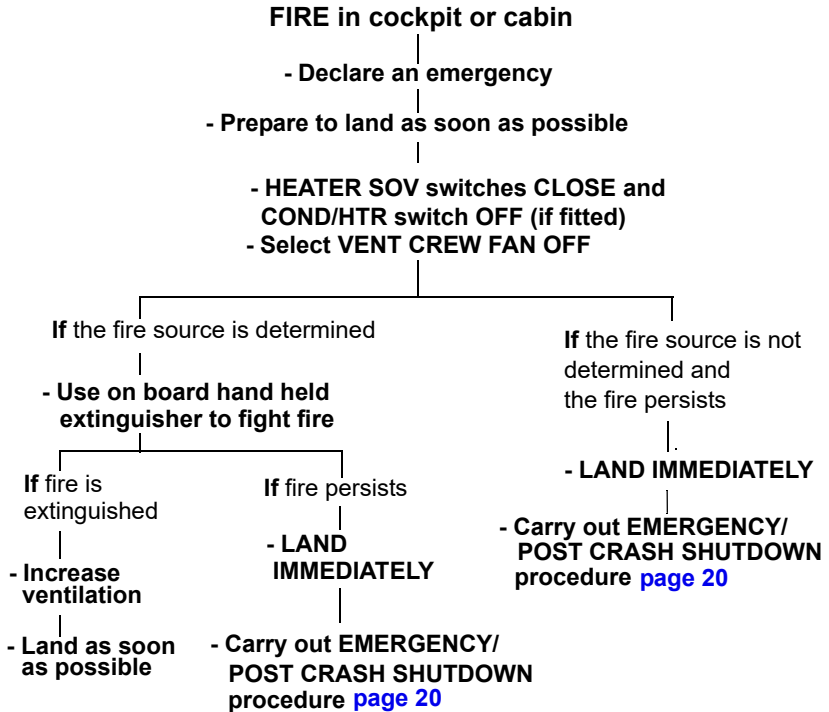 FIRE in cockpit or cabin
- Declare an emergency
- Prepare to land as soon as possible
- HEATER SOV switches CLOSE and
COND/HTR switch OFF (if fitted)
- Select VENT CREW FAN OFF
If the fire source is determined
- Use on board hand held
extinguisher to fight fire
If fire is
extinguished
- Increase
ventilation
- Land as soon
as possible
If fire persists
- LAND
IMMEDIATELY
- Carry out EMERGENCY/
POST CRASH SHUTDOWN
procedure page 20
If the fire source is not
determined and
the fire persists
- LAND IMMEDIATELY
- Carry out EMERGENCY/
POST CRASH SHUTDOWN
procedure page 20